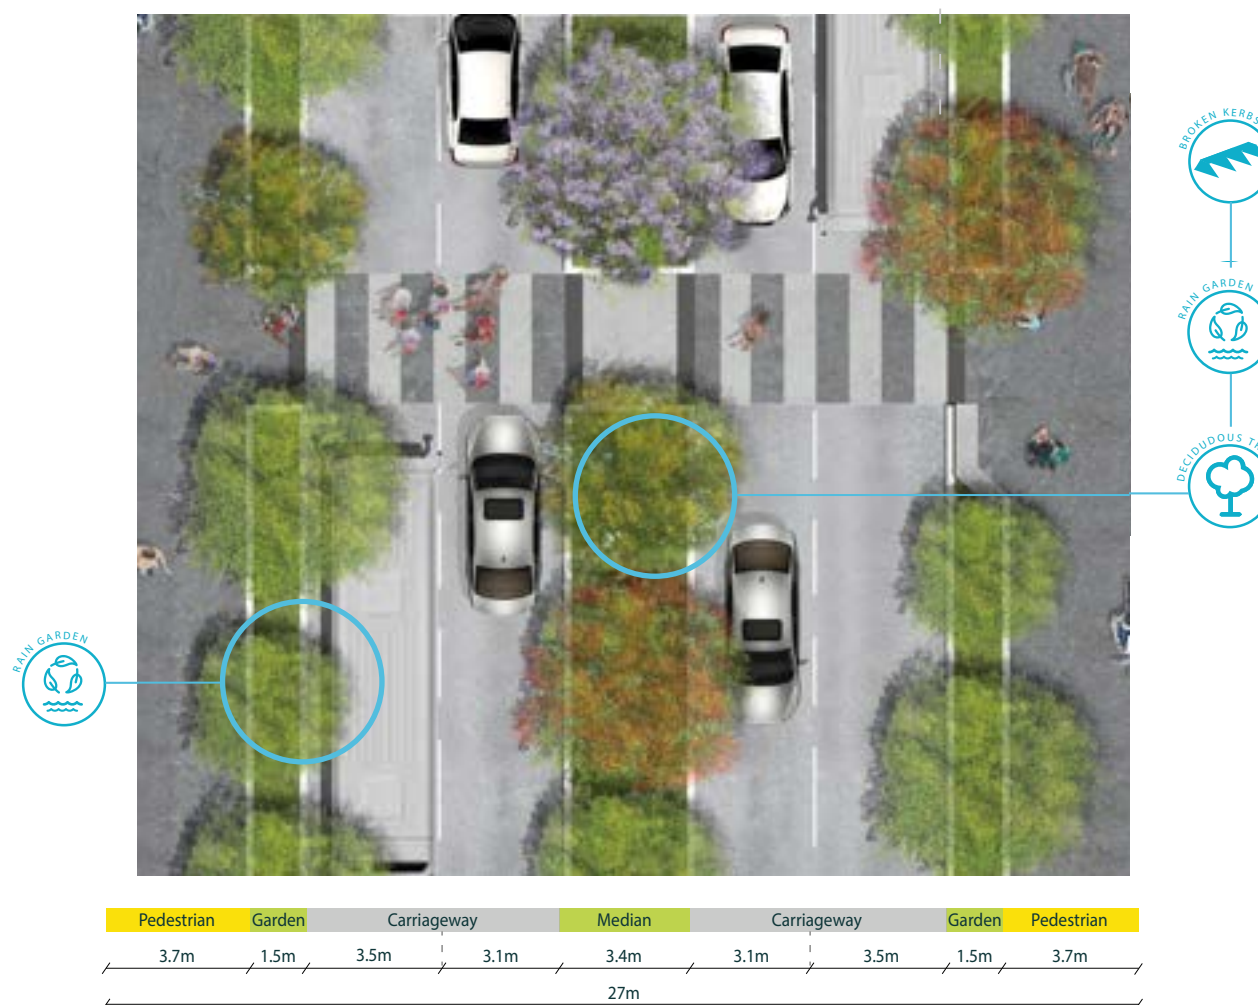 BROKEN KERBS
RAIN GARDEN
DECIDUDOUS
RAIN GARDEN
Pedestrian Garden Carriageway Median Carriageway Garden Pedestrian
3.7m 1.5m 3.5m 3.1m 3.4m 3.1m 3.5m 1.5m 3.7m
27m